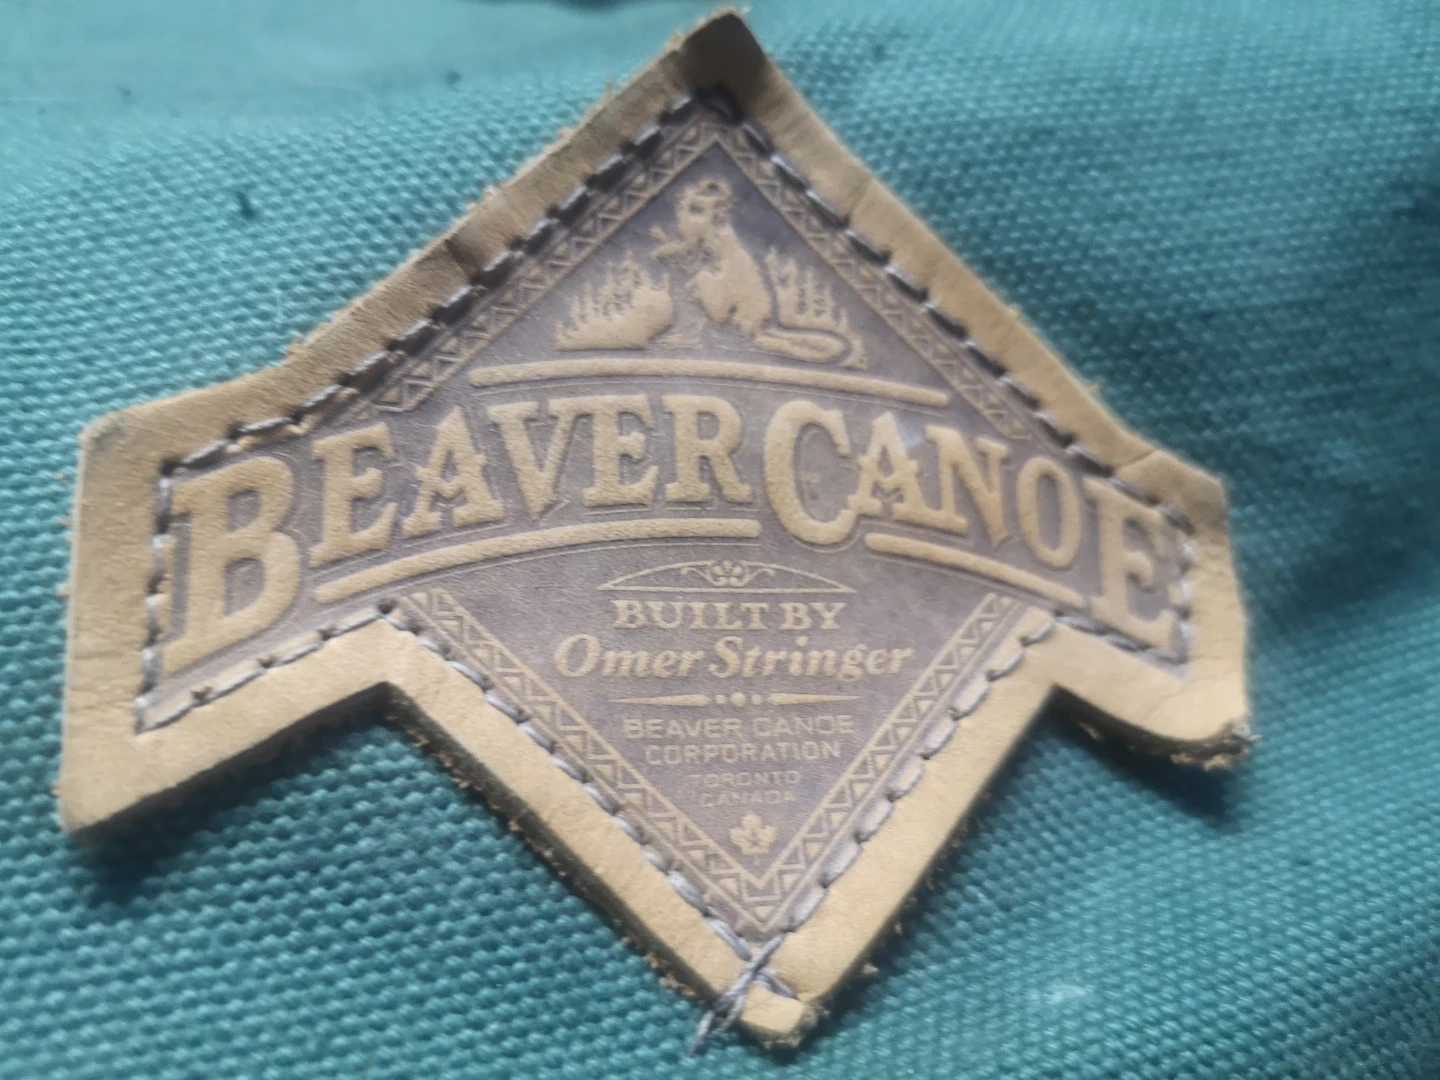 BEAVER CANOE
BUILT BY
Omer Stringer
BEAVER CANOE
CORPORATION
TORONTO
CANADA